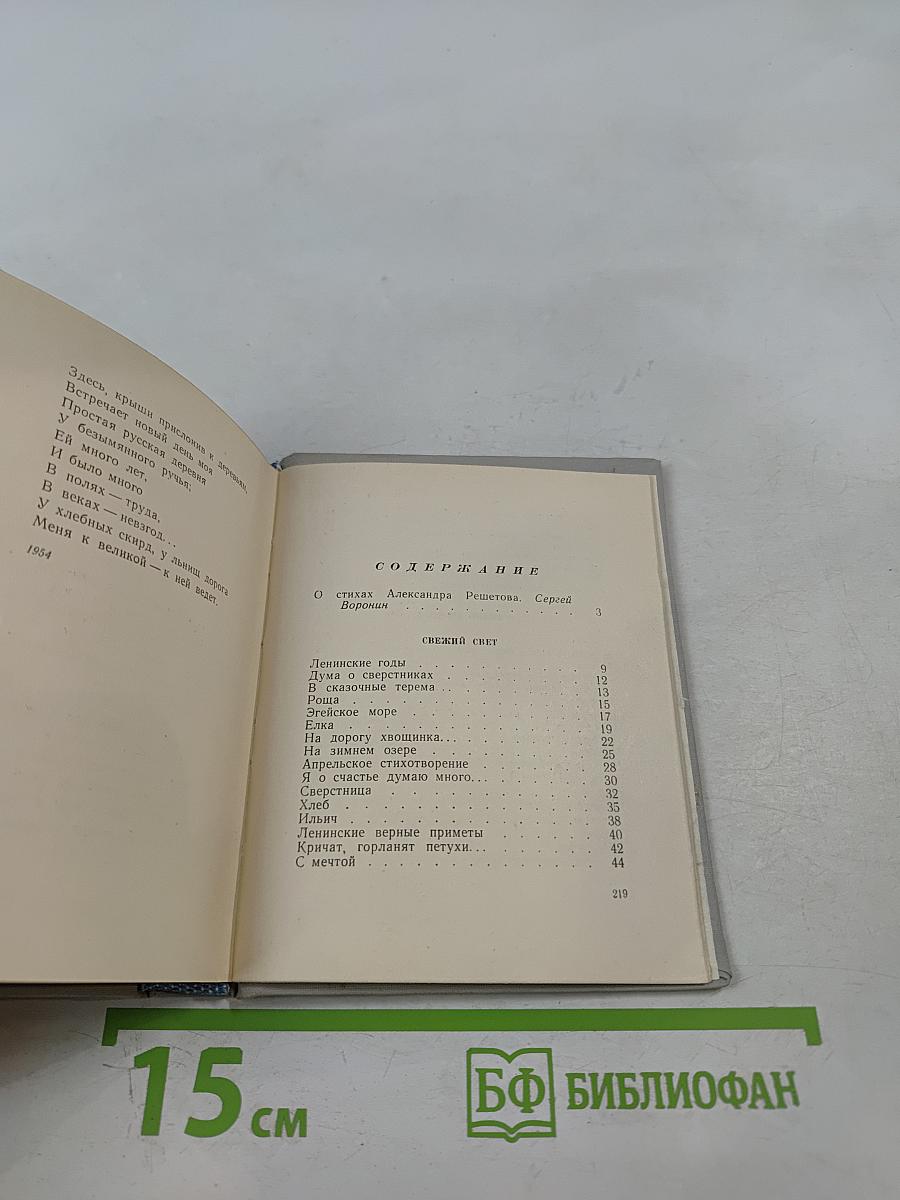 Здесь, крыши прислонив к деревьям,
Встречает новый день моя
Простая русская деревня
У безымянного ручья;
Ей много лет,
И было много
В полях — труда,
В веках — невзгод...
У хлебных скирд, у льнищ дорога
Меня к великой — к ней ведет.
1954
СОДЕРЖАНИЕ
О стихах Александра Решетова. Сергей
Воронин . . . . . . . . . . . . 3
СВЕЖИЙ СВЕТ
Ленинские годы . . . . . . . . . . 9
Дума о сверстниках . . . . . . . . 12
В сказочные терема . . . . . . . . 13
Роща . . . . . . . . . . . . . 15
Эгейское море . . . . . . . . . . 17
Елка . . . . . . . . . . . . . 19
На дорогу хвощинка... . . . . . . . 22
На зимнем озере . . . . . . . . . 25
Апрельское стихотворение . . . . . . 28
Я о счастье думаю много... . . . . . . 30
Сверстница . . . . . . . . . . . 32
Хлеб . . . . . . . . . . . . . 35
Ильич . . . . . . . . . . . . . 38
Ленинские верные приметы . . . . . . 40
Кричат, горланят петухи... . . . . . . 42
С мечтой . . . . . . . . . . . . 44
219
15 см
БФ БИБЛИОФАН